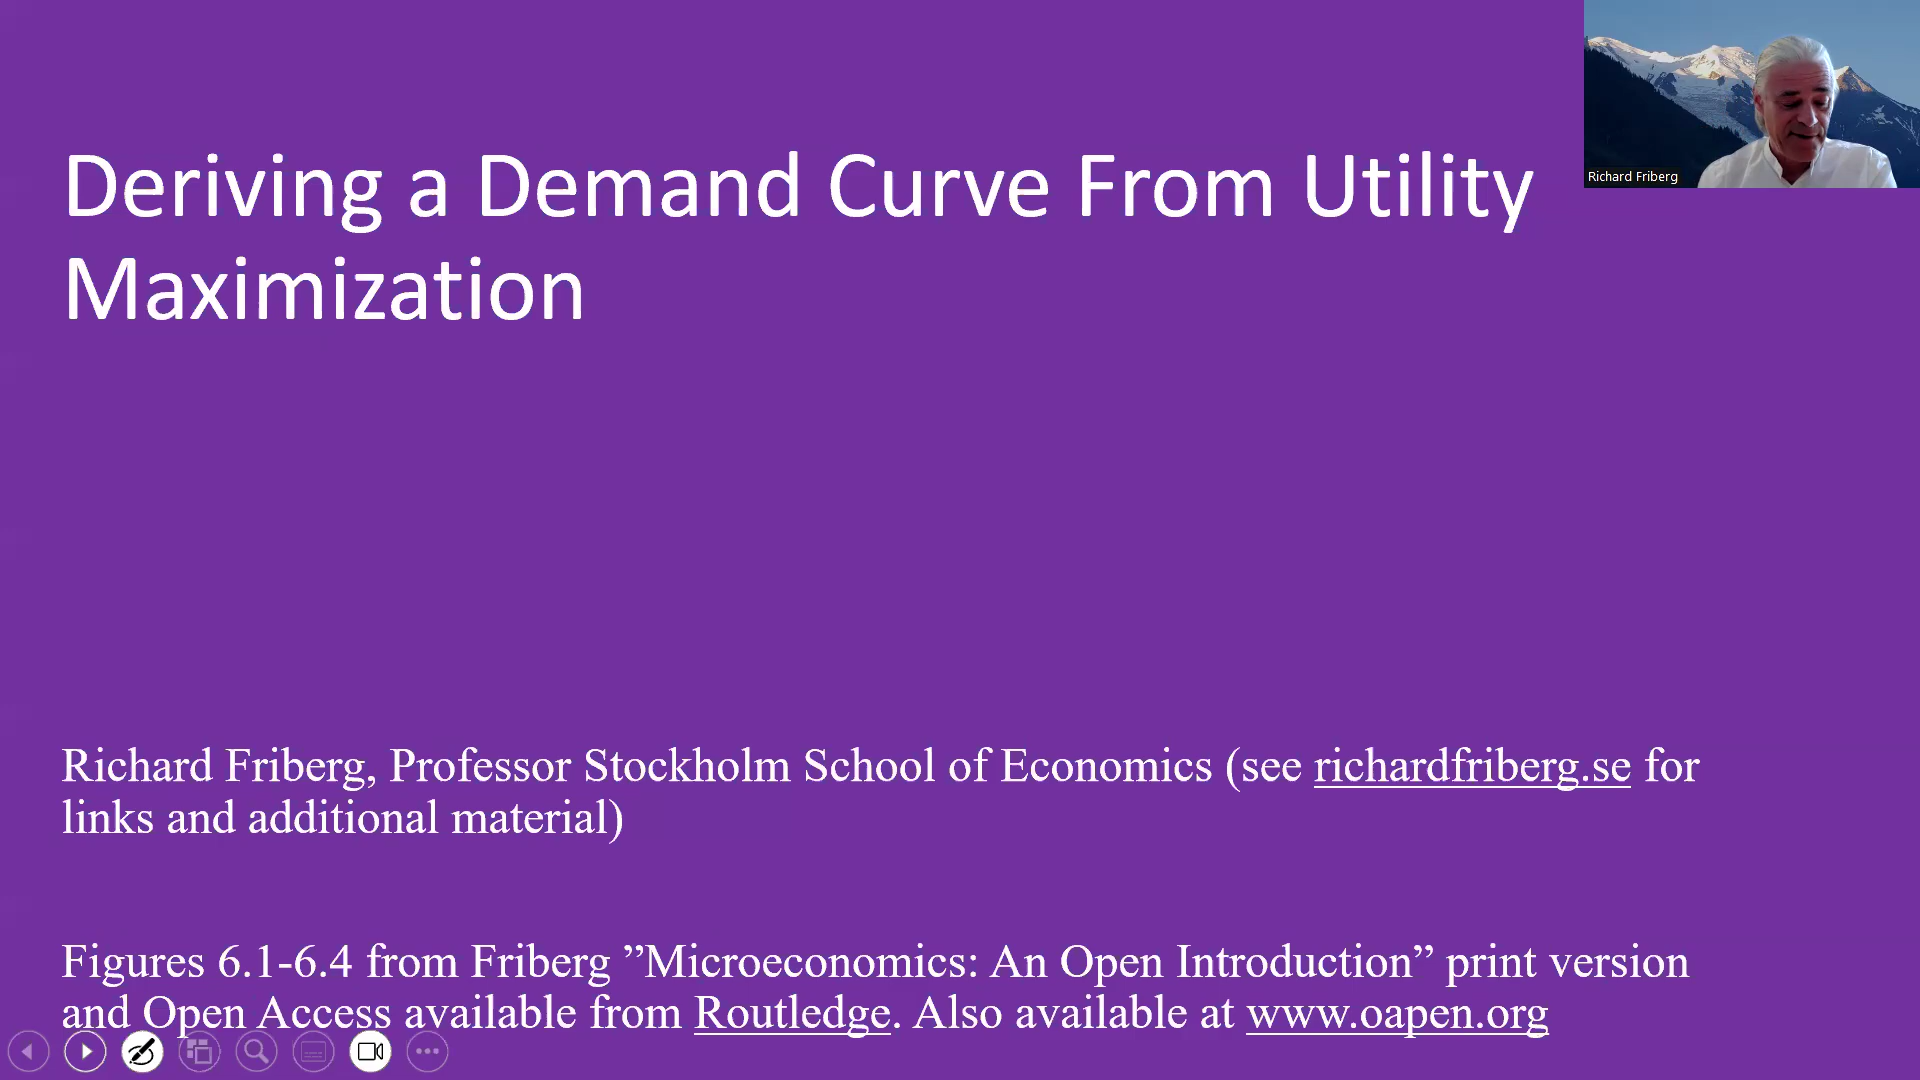 Deriving a Demand Curve From Utility
Maximization
Richard Friberg
Richard Friberg, Professor Stockholm School of Economics (see richardfriberg.se for
links and additional material)
Figures 6.1-6.4 from Friberg ”Microeconomics: An Open Introduction” print version
and Open Access available from Routledge. Also available at www.oapen.org